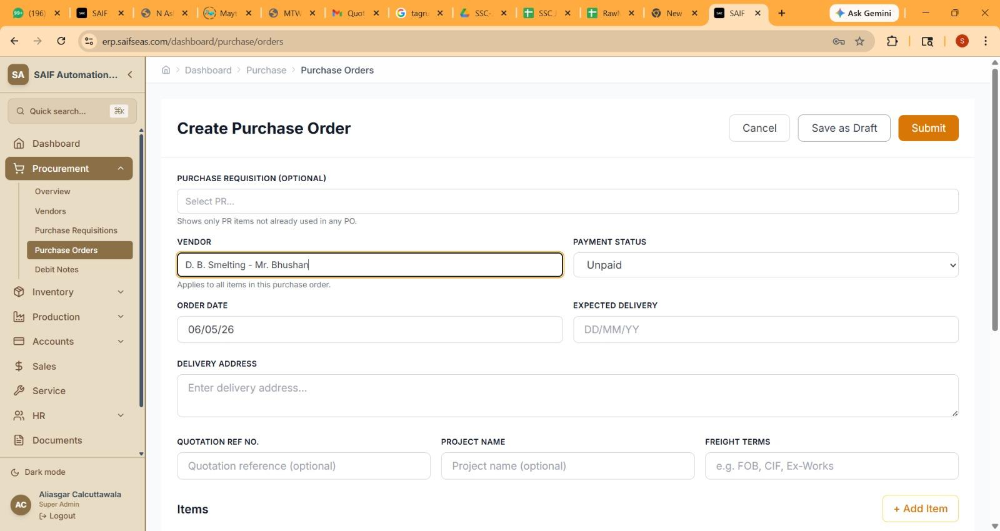 (196)
SAIF
N Asl
Mayt
MTW
Quot
tagru
SSC-
SSC J
RawM
New
SAIF
Ask Gemini
erp.saifseas.com/dashboard/purchase/orders
S
SA
SAIF Automation...
Quick search...
⌘K
Dashboard
Procurement
Overview
Vendors
Purchase Requisitions
Purchase Orders
Debit Notes
Inventory
Production
Accounts
Sales
Service
HR
Documents
Dark mode
AC
Aliasgar Calcuttawala
Super Admin
Logout
Dashboard > Purchase > Purchase Orders
Create Purchase Order
Cancel
Save as Draft
Submit
PURCHASE REQUISITION (OPTIONAL)
Select PR...
Shows only PR items not already used in any PO.
VENDOR
PAYMENT STATUS
D. B. Smelting - Mr. Bhushan
Unpaid
Applies to all items in this purchase order.
ORDER DATE
EXPECTED DELIVERY
06/05/26
DD/MM/YY
DELIVERY ADDRESS
Enter delivery address...
QUOTATION REF NO.
PROJECT NAME
FREIGHT TERMS
Quotation reference (optional)
Project name (optional)
e.g. FOB, CIF, Ex-Works
Items
+ Add Item